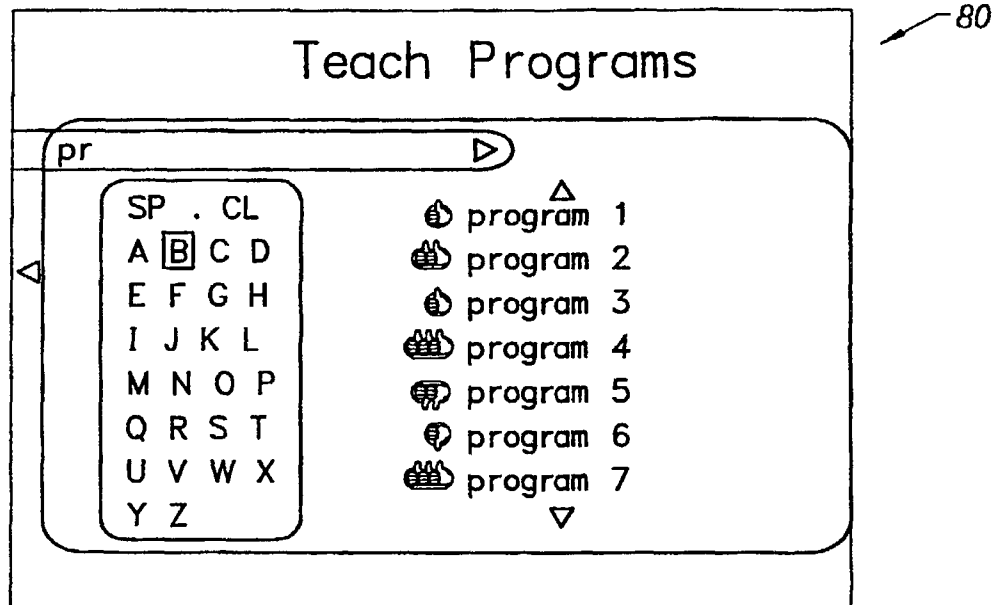 80
Teach Programs
pr
SP . CL
A B C D
E F G H
I J K L
M N O P
Q R S T
U V W X
Y Z
program 1
program 2
program 3
program 4
program 5
program 6
program 7